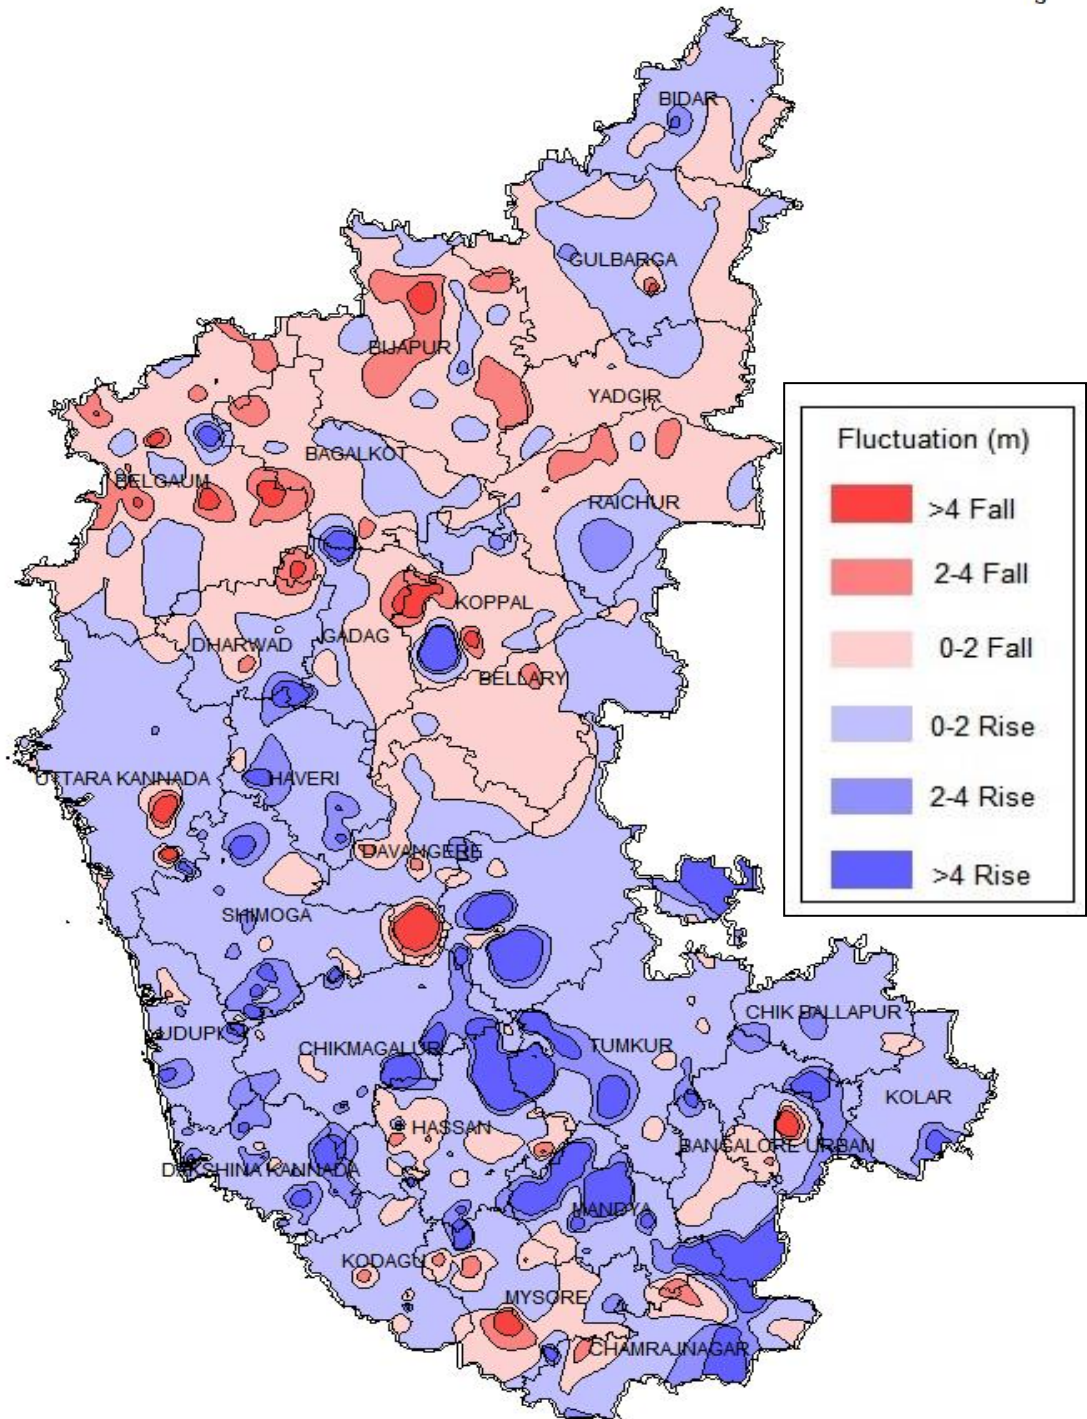 g
BIDAR
GULBARGA
BIJAPUR
YADGIR
Fluctuation (m)
>4 Fall
2-4 Fall
0-2 Fall
0-2 Rise
2-4 Rise
>4 Rise
BAGALKOT
BELGAUM
RAICHUR
KOPPAL
DHARWAD
GADAG
BELLARY
UTTARA KANNADA
HAVERI
DAVANGERE
SHIMOGA
CHIK BALLAPUR
UDUPI
CHIKMAGALUR
TUMKUR
KOLAR
HASSAN
BANGALORE URBAN
DAKSHINA KANNADA
MANDYA
KODAGU
MYSORE
CHAMRAJNAGAR